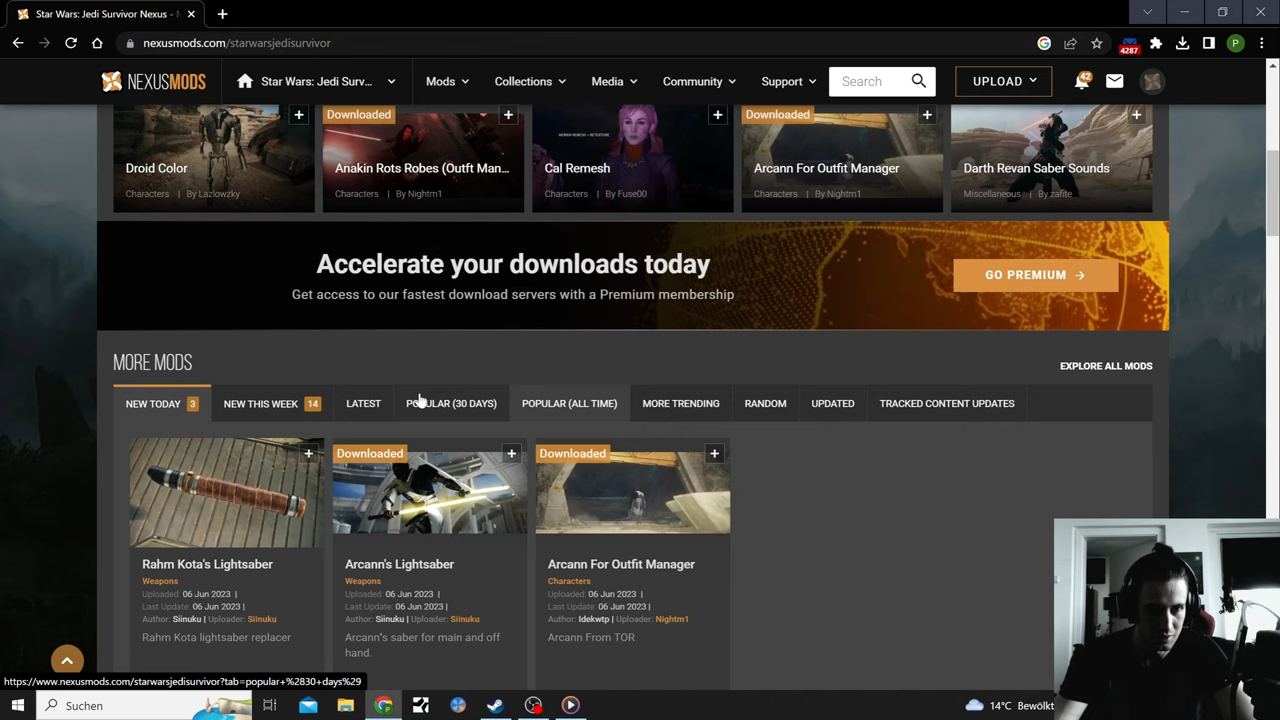 Star Wars: Jedi Survivor Nexus -
nexusmods.com/starwarsjedisurvivor
4287
P
NEXUSMODS
Star Wars: Jedi Surv...
Mods
Collections
Media
Community
Support
Search
UPLOAD
42
Droid Color
Characters | By Lazlowzky
Downloaded
Anakin Rots Robes (Outft Man...
Characters | By Nightm1
Cal Remesh
Characters | By Fuse00
Downloaded
Arcann For Outfit Manager
Characters | By Nightm1
Darth Revan Saber Sounds
Miscellaneous | By zafite
Accelerate your downloads today
Get access to our fastest download servers with a Premium membership
GO PREMIUM
MORE MODS
EXPLORE ALL MODS
NEW TODAY 3
NEW THIS WEEK 14
LATEST
POPULAR (30 DAYS)
POPULAR (ALL TIME)
MORE TRENDING
RANDOM
UPDATED
TRACKED CONTENT UPDATES
Rahm Kota's Lightsaber
Weapons
Uploaded: 06 Jun 2023 |
Last Update: 06 Jun 2023 |
Author: Siinuku | Uploader: Siinuku
Rahm Kota lightsaber replacer
Downloaded
Arcann's Lightsaber
Weapons
Uploaded: 06 Jun 2023 |
Last Update: 06 Jun 2023 |
Author: Siinuku | Uploader: Siinuku
Arcann"s saber for main and off
hand.
Downloaded
Arcann For Outfit Manager
Characters
Uploaded: 06 Jun 2023 |
Last Update: 06 Jun 2023 |
Author: Idekwtp | Uploader: Nightm1
Arcann From TOR
https://www.nexusmods.com/starwarsjedisurvivor?tab=popular+%2830+days%29
Suchen
14°C Bewölkt